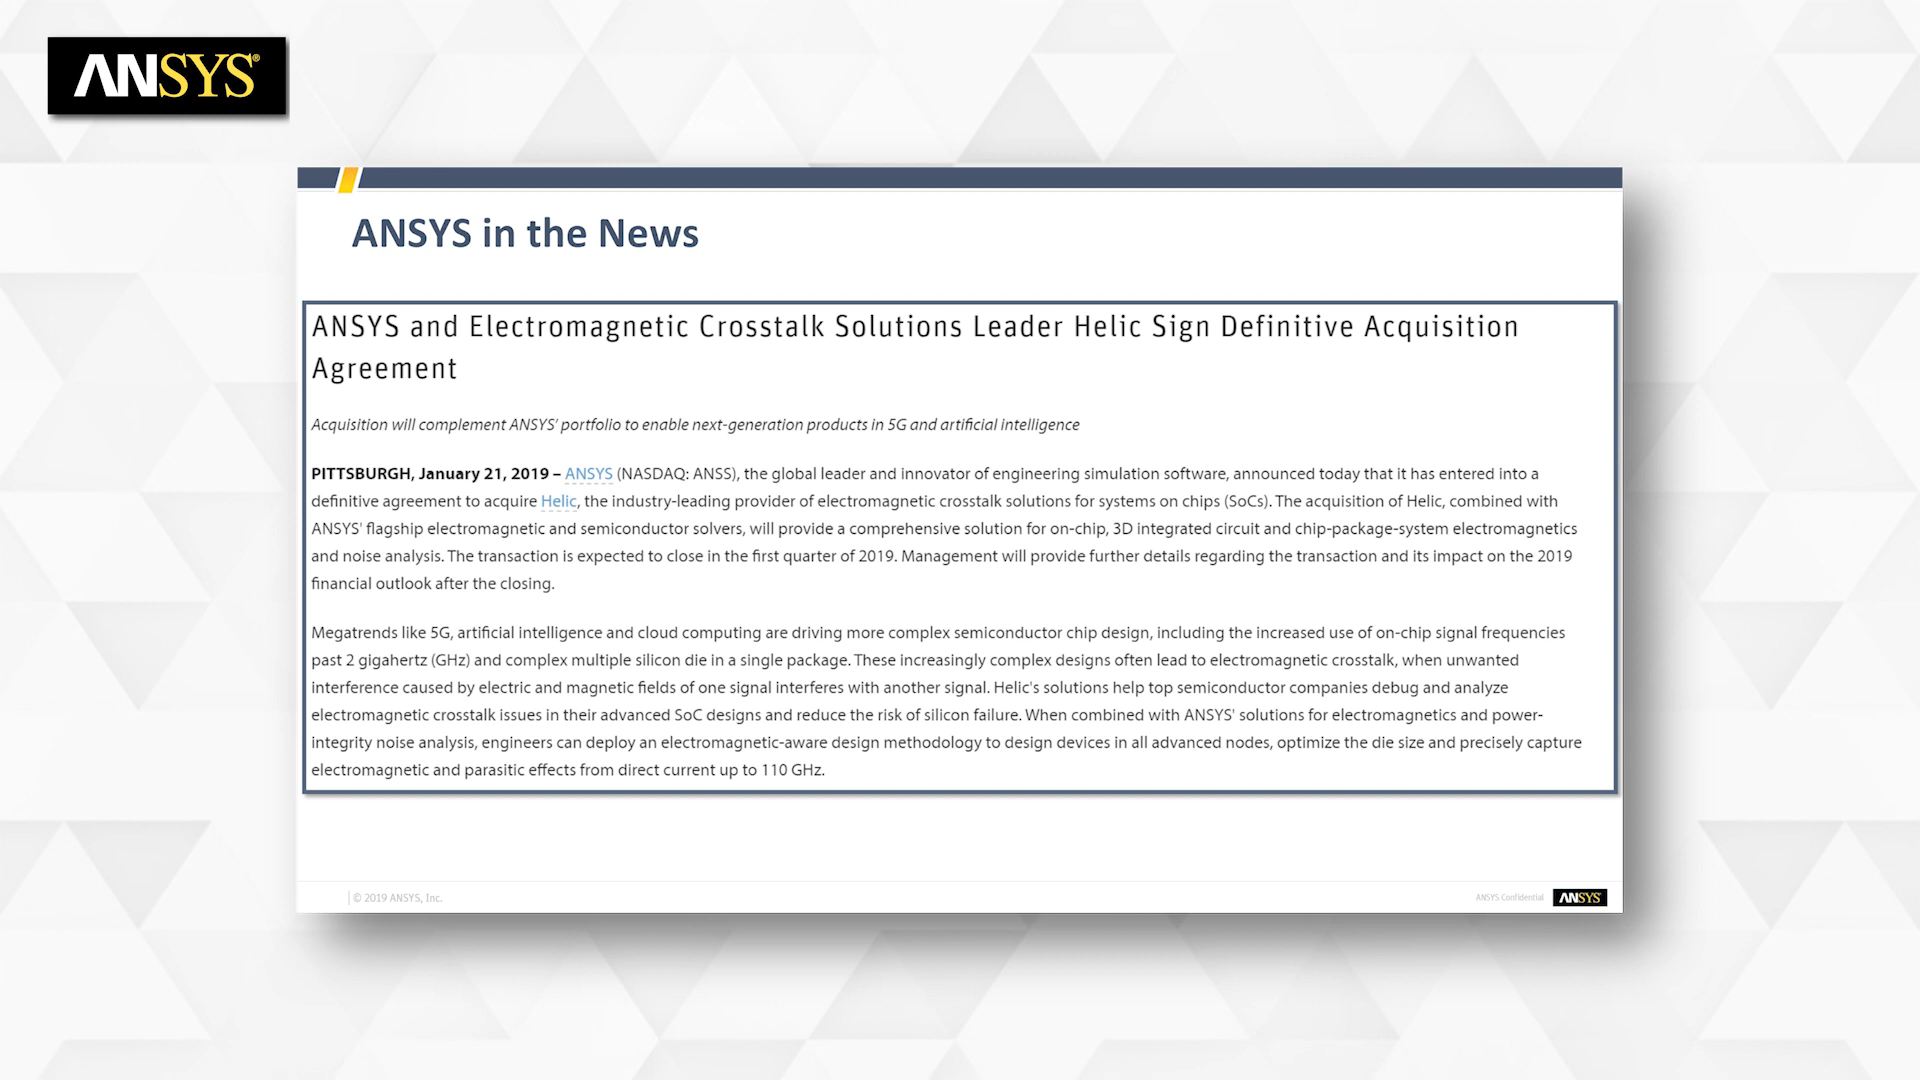 ANSYS®
ANSYS in the News
ANSYS and Electromagnetic Crosstalk Solutions Leader Helic Sign Definitive Acquisition
Agreement
Acquisition will complement ANSYS' portfolio to enable next-generation products in 5G and artificial intelligence
PITTSBURGH, January 21, 2019 – ANSYS (NASDAQ: ANSS), the global leader and innovator of engineering simulation software, announced today that it has entered into a
definitive agreement to acquire Helic, the industry-leading provider of electromagnetic crosstalk solutions for systems on chips (SoCs). The acquisition of Helic, combined with
ANSYS' flagship electromagnetic and semiconductor solvers, will provide a comprehensive solution for on-chip, 3D integrated circuit and chip-package-system electromagnetics
and noise analysis. The transaction is expected to close in the first quarter of 2019. Management will provide further details regarding the transaction and its impact on the 2019
financial outlook after the closing.
Megatrends like 5G, artificial intelligence and cloud computing are driving more complex semiconductor chip design, including the increased use of on-chip signal frequencies
past 2 gigahertz (GHz) and complex multiple silicon die in a single package. These increasingly complex designs often lead to electromagnetic crosstalk, when unwanted
interference caused by electric and magnetic fields of one signal interferes with another signal. Helic's solutions help top semiconductor companies debug and analyze
electromagnetic crosstalk issues in their advanced SoC designs and reduce the risk of silicon failure. When combined with ANSYS' solutions for electromagnetics and power-
integrity noise analysis, engineers can deploy an electromagnetic-aware design methodology to design devices in all advanced nodes, optimize the die size and precisely capture
electromagnetic and parasitic effects from direct current up to 110 GHz.
© 2019 ANSYS, Inc.
ANSYS Confidential
ANSYS